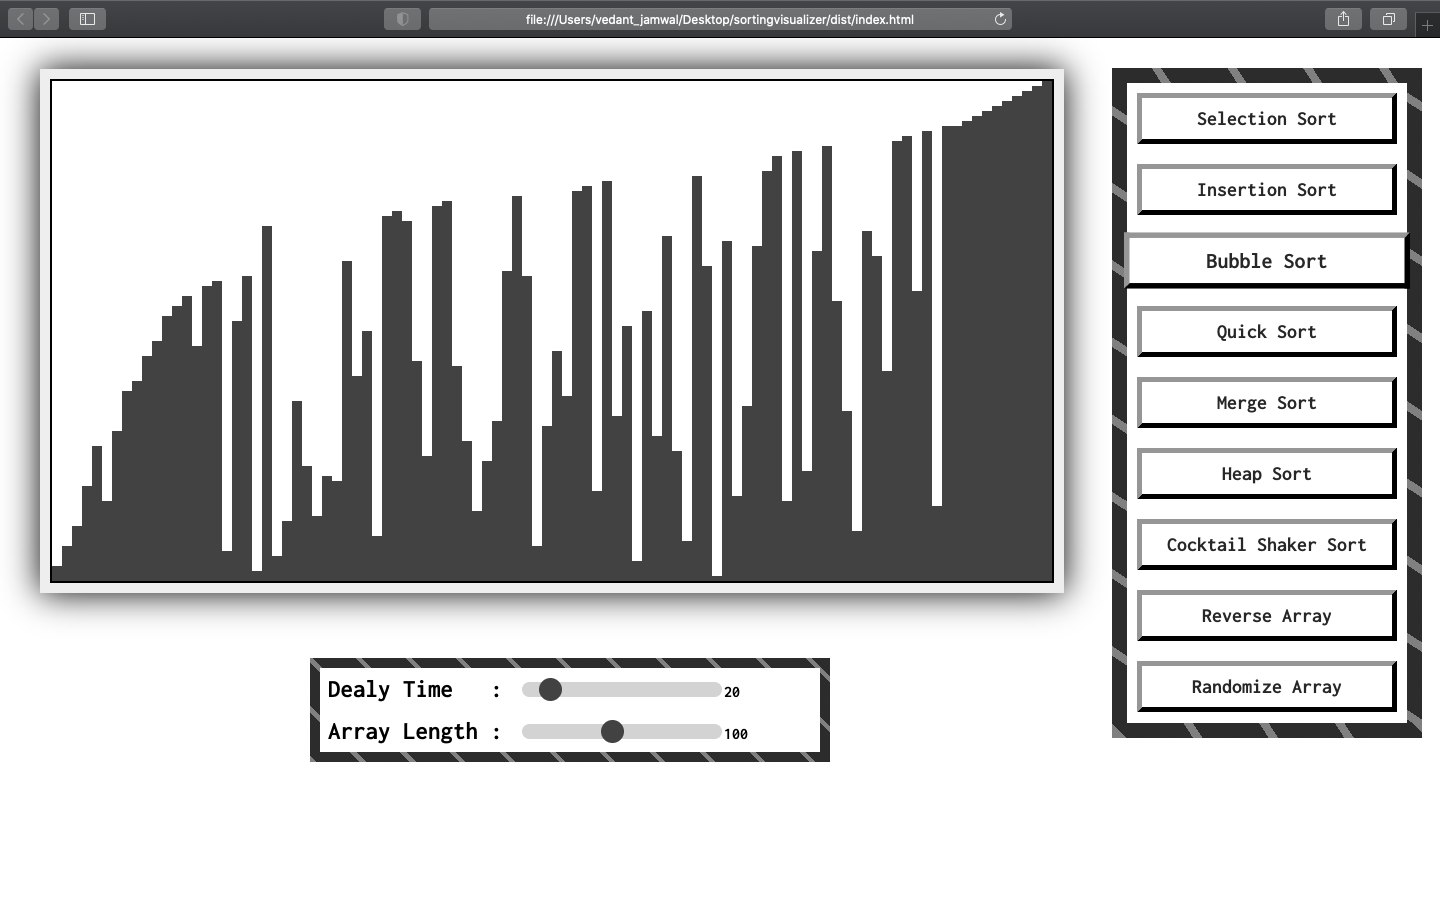 file:///Users/vedant_jamwal/Desktop/sortingvisualizer/dist/index.html
Selection Sort
Insertion Sort
Bubble Sort
Quick Sort
Merge Sort
Heap Sort
Cocktail Shaker Sort
Reverse Array
Randomize Array
Dealy Time : 20
Array Length : 100